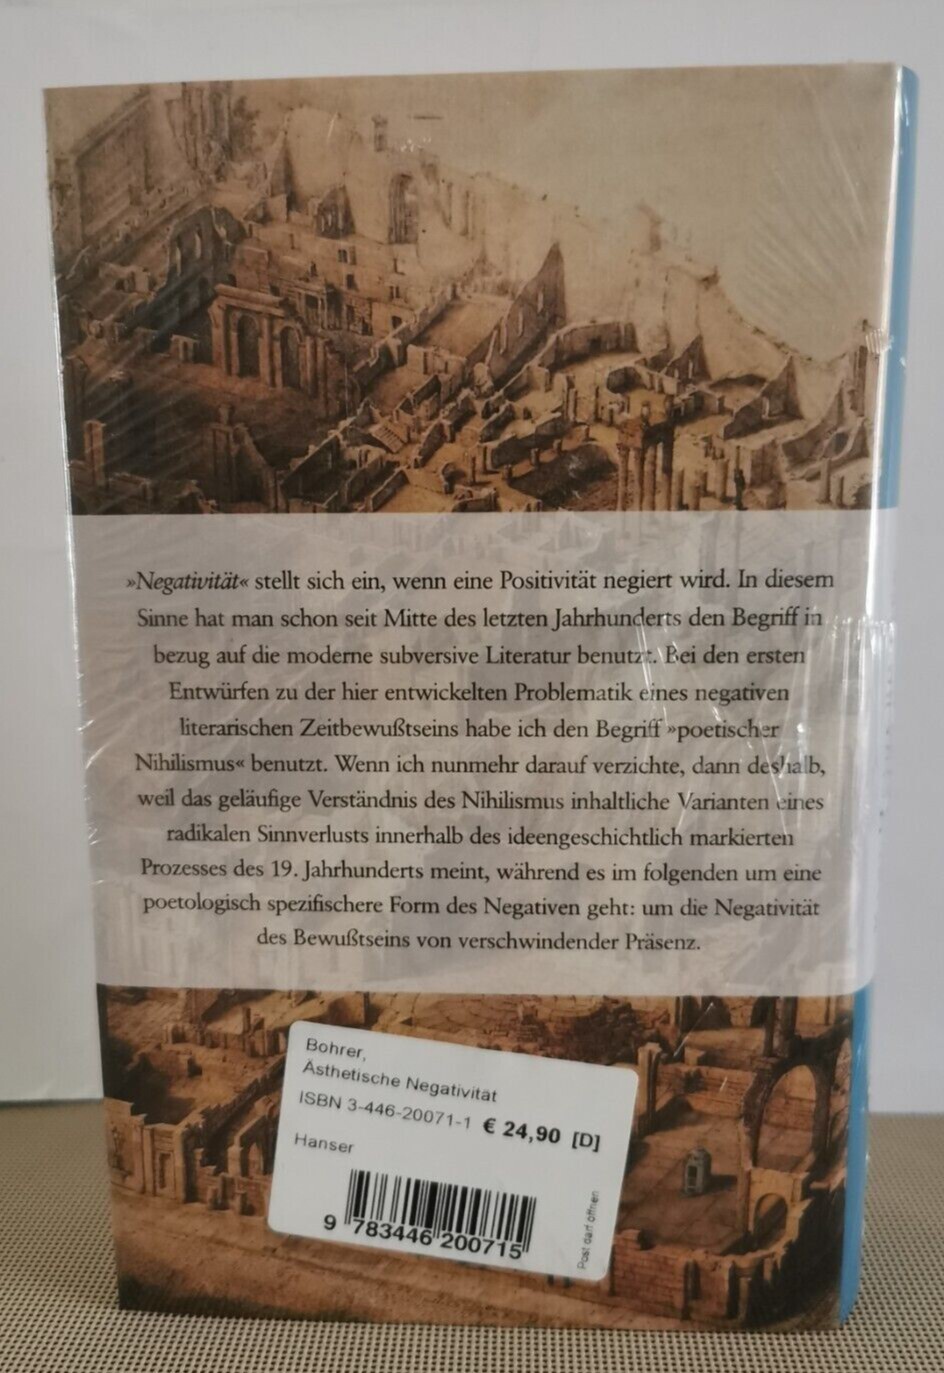 »Negativität« stellt sich ein, wenn eine Positivität negiert wird. In diesem
Sinne hat man schon seit Mitte des letzten Jahrhunderts den Begriff in
bezug auf die moderne subversive Literatur benutzt. Bei den ersten
Entwürfen zu der hier entwickelten Problematik eines negativen
literarischen Zeitbewußtseins habe ich den Begriff »poetischer
Nihilismus« benutzt. Wenn ich nunmehr darauf verzichte, dann deshalb,
weil das geläufige Verständnis des Nihilismus inhaltliche Varianten eines
radikalen Sinnverlusts innerhalb des ideengeschichtlich markierten
Prozesses des 19. Jahrhunderts meint, während es im folgenden um eine
poetologisch spezifischere Form des Negativen geht: um die Negativität
des Bewußtseins von verschwindender Präsenz.
Bohrer,
Ästhetische Negativität
ISBN 3-446-20071-1 € 24,90 [D]
Hanser
9 783446 200715
Post darf öffnen